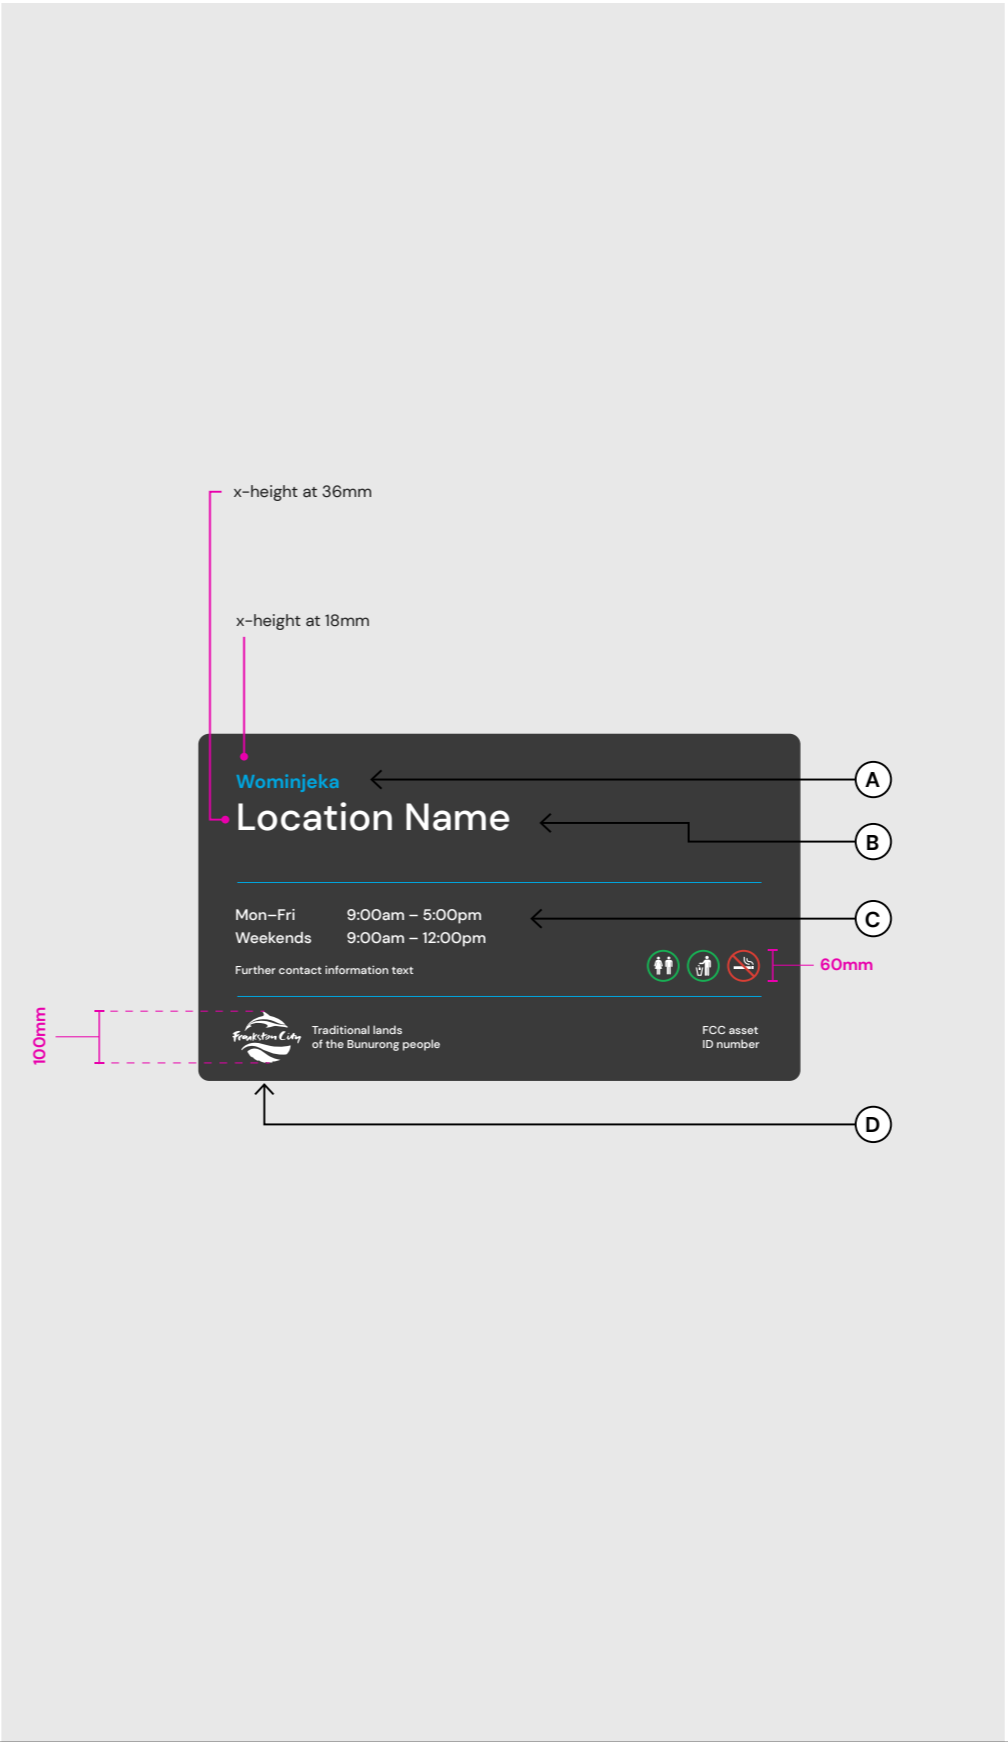 x-height at 36mm
x-height at 18mm
Wominjeka
A
Location Name
B
Mon–Fri 9:00am – 5:00pm
C
Weekends 9:00am – 12:00pm
60mm
Further contact information text
100mm
Frankston City
Traditional lands
of the Bunurong people
FCC asset
ID number
D